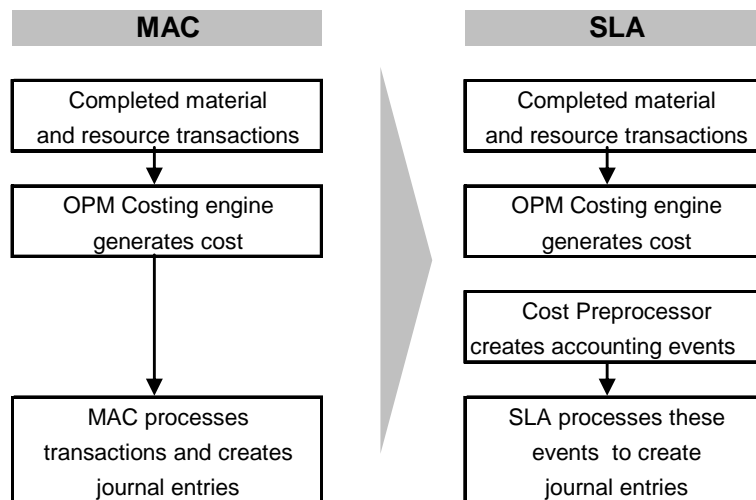 MAC
Completed material
and resource transactions
OPM Costing engine
generates cost
MAC processes
transactions and creates
journal entries
SLA
Completed material
and resource transactions
OPM Costing engine
generates cost
Cost Preprocessor
creates accounting events
SLA processes these
events to create
journal entries